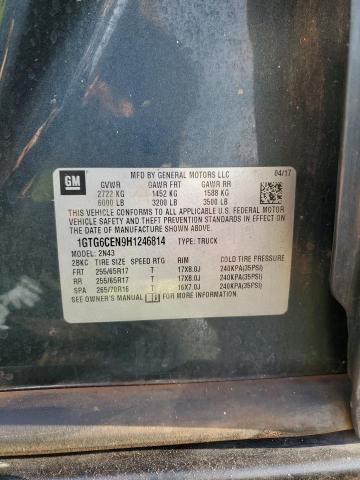 GM
MFD BY GENERAL MOTORS LLC
04/17
GVWR GAWR FRT GAWR RR
2722 KG 1452 KG 1588 KG
6000 LB 3200 LB 3500 LB
THIS VEHICLE CONFORMS TO ALL APPLICABLE U.S. FEDERAL MOTOR
VEHICLE SAFETY AND THEFT PREVENTION STANDARDS IN EFFECT ON
THE DATE OF MANUFACTURE SHOWN ABOVE.
1GTG6CEN9H1246814 TYPE: TRUCK
MODEL: 2N43
2BKC TIRE SIZE SPEED RTG RIM COLD TIRE PRESSURE
FRT 255/65R17 T 17X8.0J 240KPA(35PSI)
RR 255/65R17 T 17X8.0J 240KPA(35PSI)
SPA 265/70R16 T 16X7.0J 240KPA(35PSI)
SEE OWNER'S MANUAL FOR MORE INFORMATION.